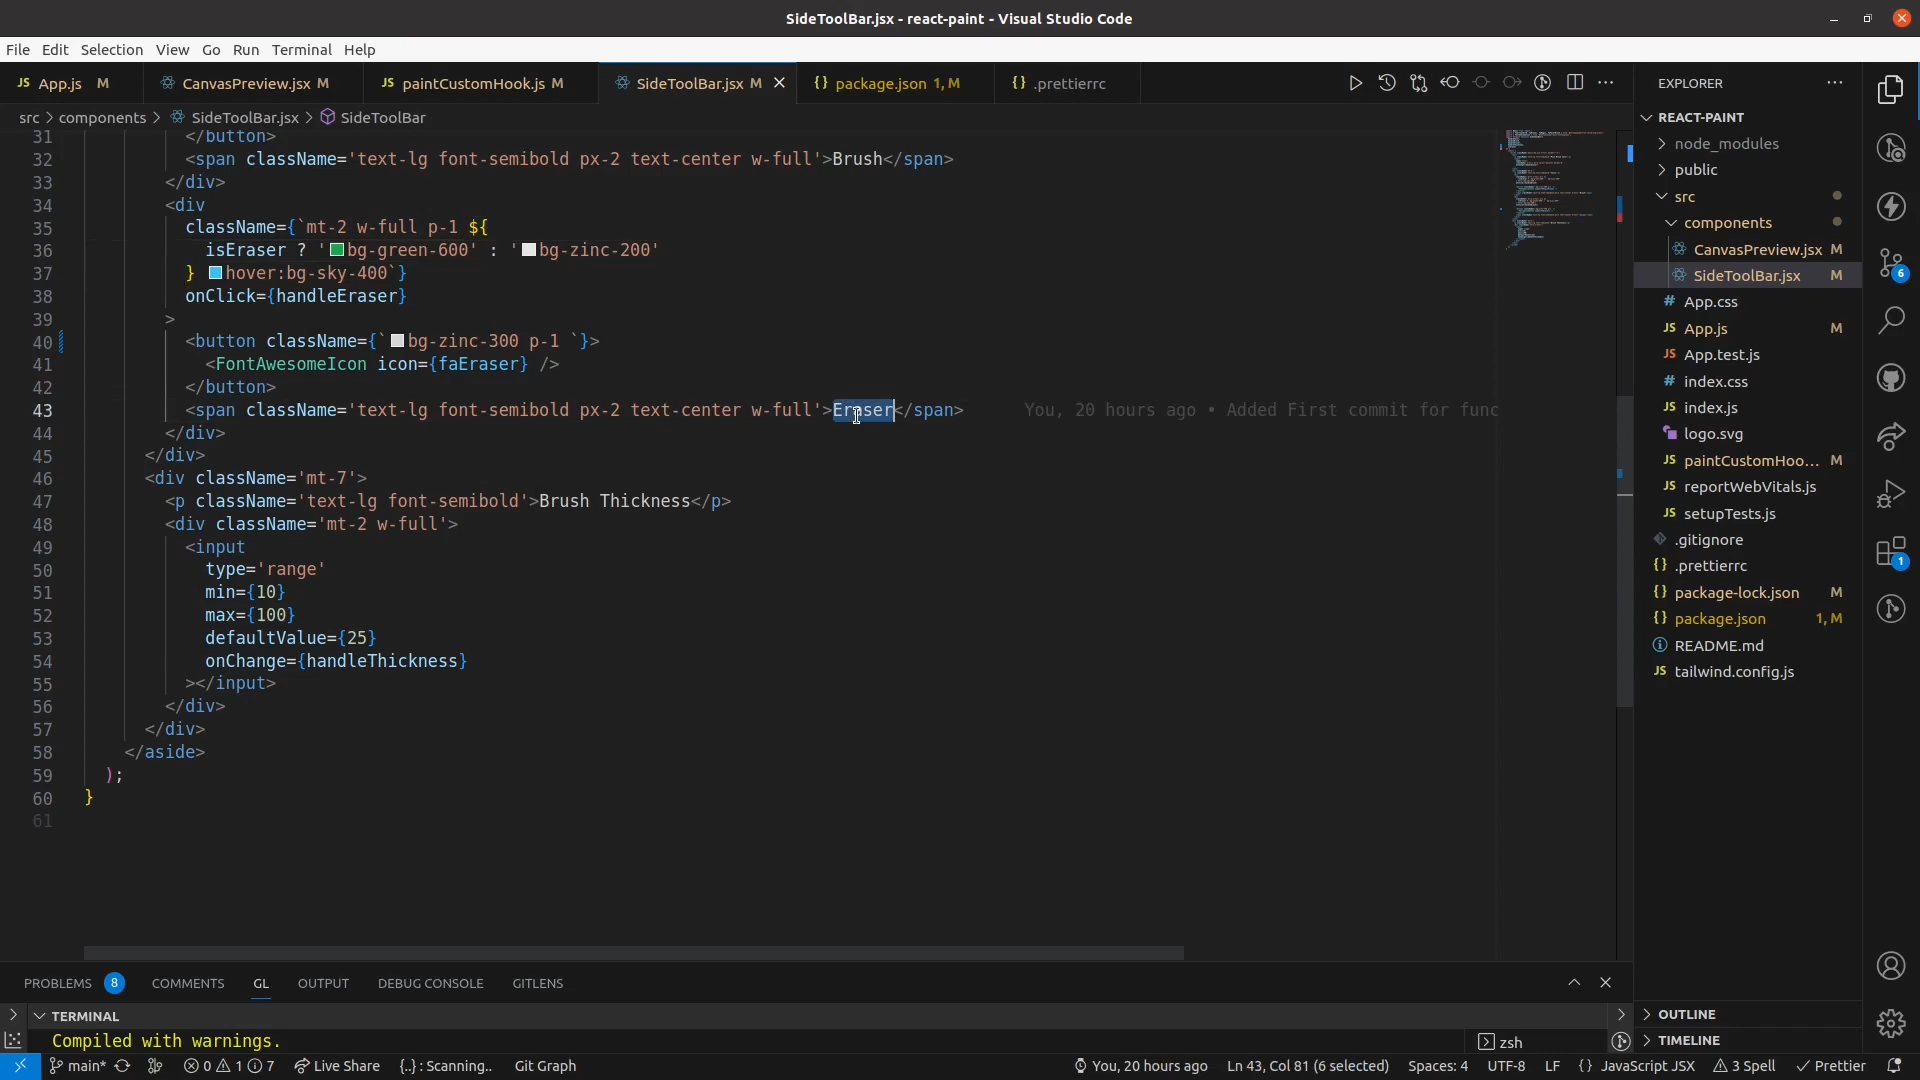 SideToolBar.jsx - react-paint - Visual Studio Code
File Edit Selection View Go Run Terminal Help
JS App.js M CanvasPreview.jsx M JS paintCustomHook.js M SideToolBar.jsx M {} package.json 1, M {} .prettierrc
src > components > SideToolBar.jsx > SideToolBar
31 </button>
32 <span className='text-lg font-semibold px-2 text-center w-full'>Brush</span>
33 </div>
34 <div
35 className={`mt-2 w-full p-1 ${
36 isEraser ? 'bg-green-600' : 'bg-zinc-200'
37 } hover:bg-sky-400`}
38 onClick={handleEraser}
39 >
40 <button className={` bg-zinc-300 p-1 `}>
41 <FontAwesomeIcon icon={faEraser} />
42 </button>
43 <span className='text-lg font-semibold px-2 text-center w-full'>Eraser</span> You, 20 hours ago • Added First commit for func
44 </div>
45 </div>
46 <div className='mt-7'>
47 <p className='text-lg font-semibold'>Brush Thickness</p>
48 <div className='mt-2 w-full'>
49 <input
50 type='range'
51 min={10}
52 max={100}
53 defaultValue={25}
54 onChange={handleThickness}
55 ></input>
56 </div>
57 </div>
58 </aside>
59 );
60 }
61
EXPLORER
REACT-PAINT
node_modules
public
src
components
CanvasPreview.jsx M
SideToolBar.jsx M
# App.css
JS App.js M
JS App.test.js
# index.css
JS index.js
logo.svg
JS paintCustomHoo... M
JS reportWebVitals.js
JS setupTests.js
.gitignore
{} .prettierrc
{} package-lock.json M
{} package.json 1, M
README.md
JS tailwind.config.js
OUTLINE
TIMELINE
6
1
PROBLEMS 8 COMMENTS GL OUTPUT DEBUG CONSOLE GITLENS
TERMINAL
Compiled with warnings.
zsh
main* 0 1 7 Live Share {..} : Scanning.. Git Graph You, 20 hours ago Ln 43, Col 81 (6 selected) Spaces: 4 UTF-8 LF {} JavaScript JSX 3 Spell Prettier